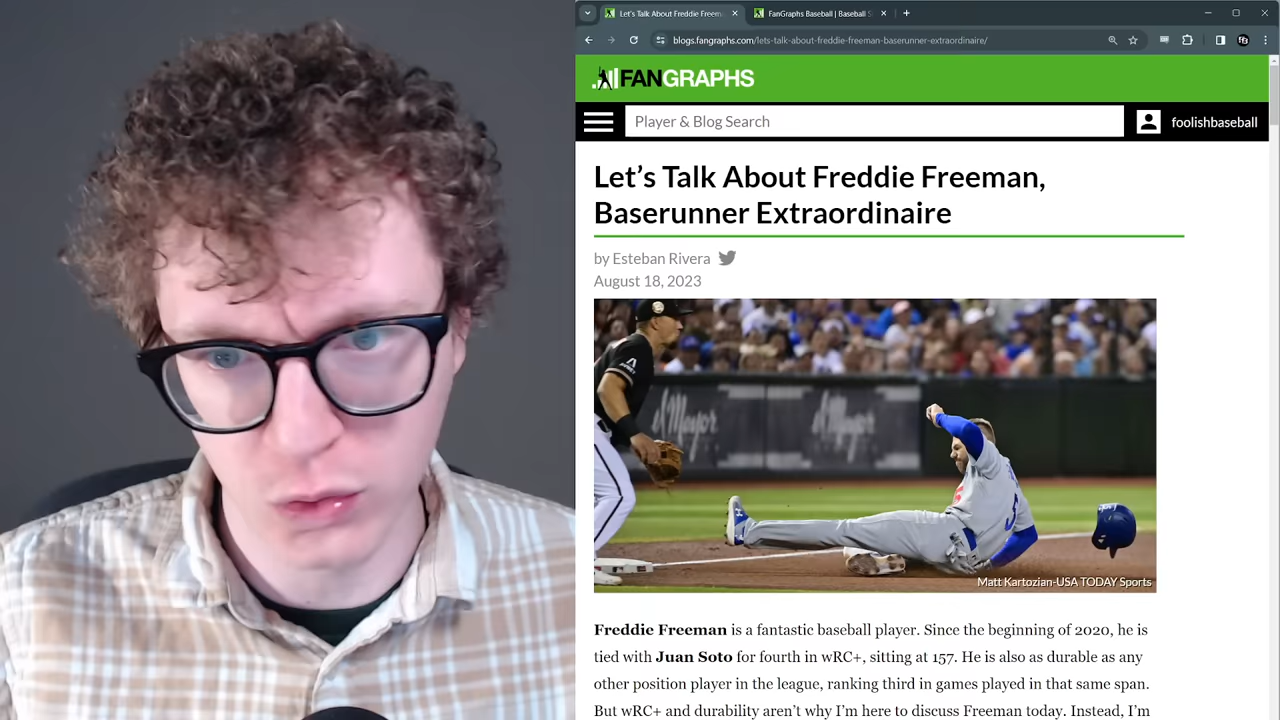 Let's Talk About Freddie Freem
FanGraphs Baseball | Baseball S
blogs.fangraphs.com/lets-talk-about-freddie-freeman-baserunner-extraordinaire/
FANGRAPHS
Player & Blog Search
foolishbaseball
Let's Talk About Freddie Freeman,
Baserunner Extraordinaire
by Esteban Rivera
August 18, 2023
el Mayor
el Mayor
5
Matt Kartozian-USA TODAY Sports
Freddie Freeman is a fantastic baseball player. Since the beginning of 2020, he is
tied with Juan Soto for fourth in wRC+, sitting at 157. He is also as durable as any
other position player in the league, ranking third in games played in that same span.
But wRC+ and durability aren't why I'm here to discuss Freeman today. Instead, I'm